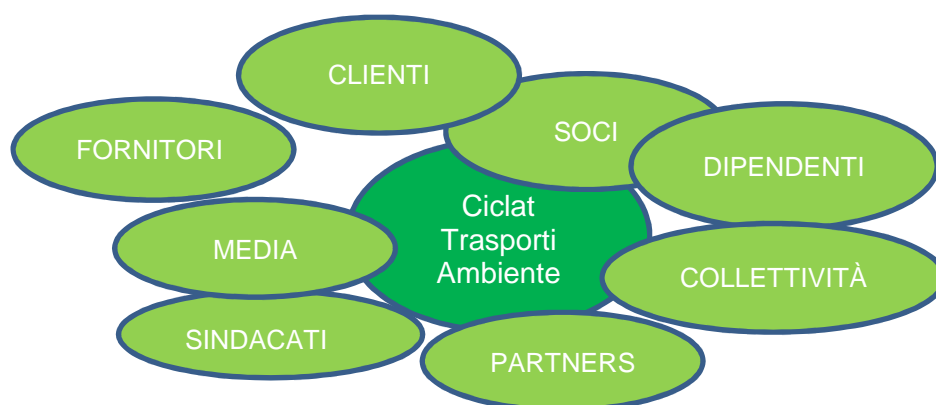 CLIENTI
SOCI
FORNITORI
DIPENDENTI
Ciclat
Trasporti
Ambiente
MEDIA
COLLETTIVITÀ
SINDACATI
PARTNERS